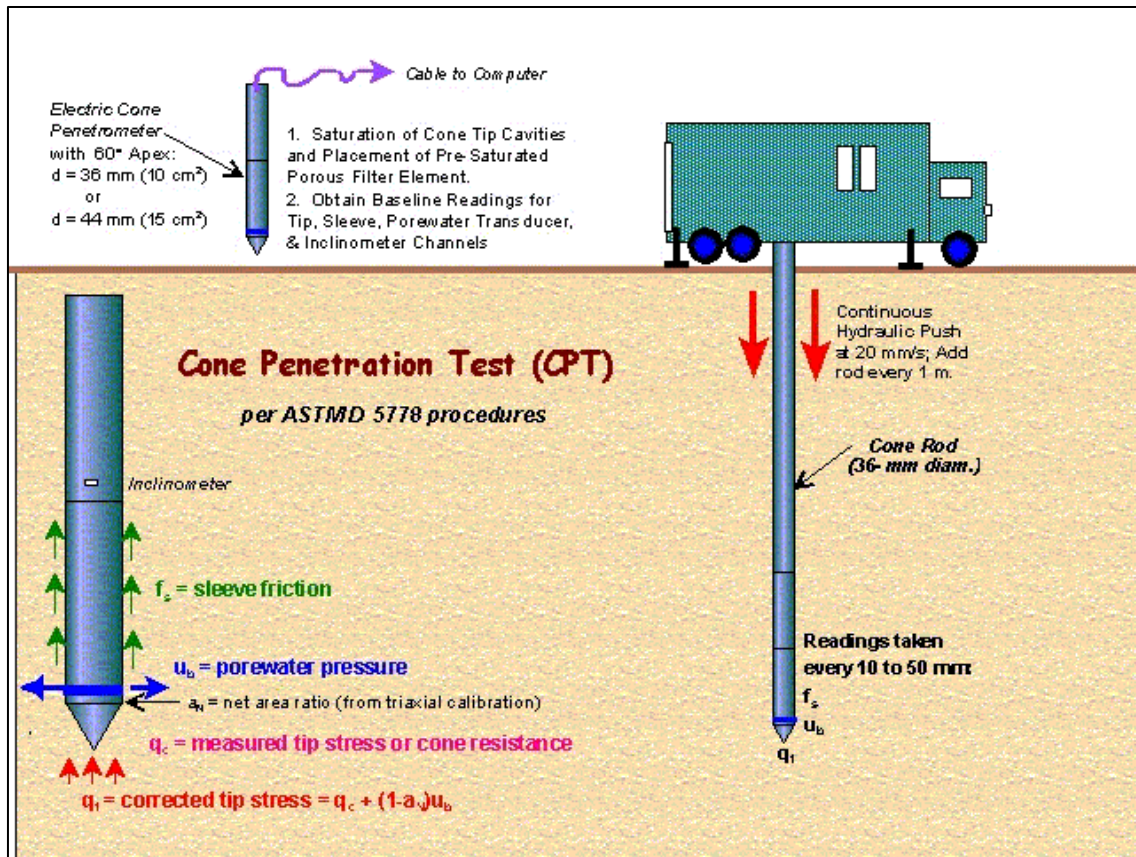 Cable to Computer
Electric Cone
Penetrometer
with 60° Apex:
d = 36 mm (10 cm²)
or
d = 44 mm (15 cm²)
1. Saturation of Cone Tip Cavities
and Placement of Pre-Saturated
Porous Filter Element.
2. Obtain Baseline Readings for
Tip, Sleeve, Porewater Transducer,
& Inclinometer Channels
Continuous
Hydraulic Push
at 20 mm/s; Add
rod every 1 m.
Cone Penetration Test (CPT)
per ASTMD 5778 procedures
Cone Rod
(36- mm diam.)
Inclinometer
fs = sleeve friction
ub = porewater pressure
aN = net area ratio (from triaxial calibration)
qc = measured tip stress or cone resistance
qt = corrected tip stress = qc + (1-aN)ub
Readings taken
every 10 to 50 mm:
fs
ub
qt